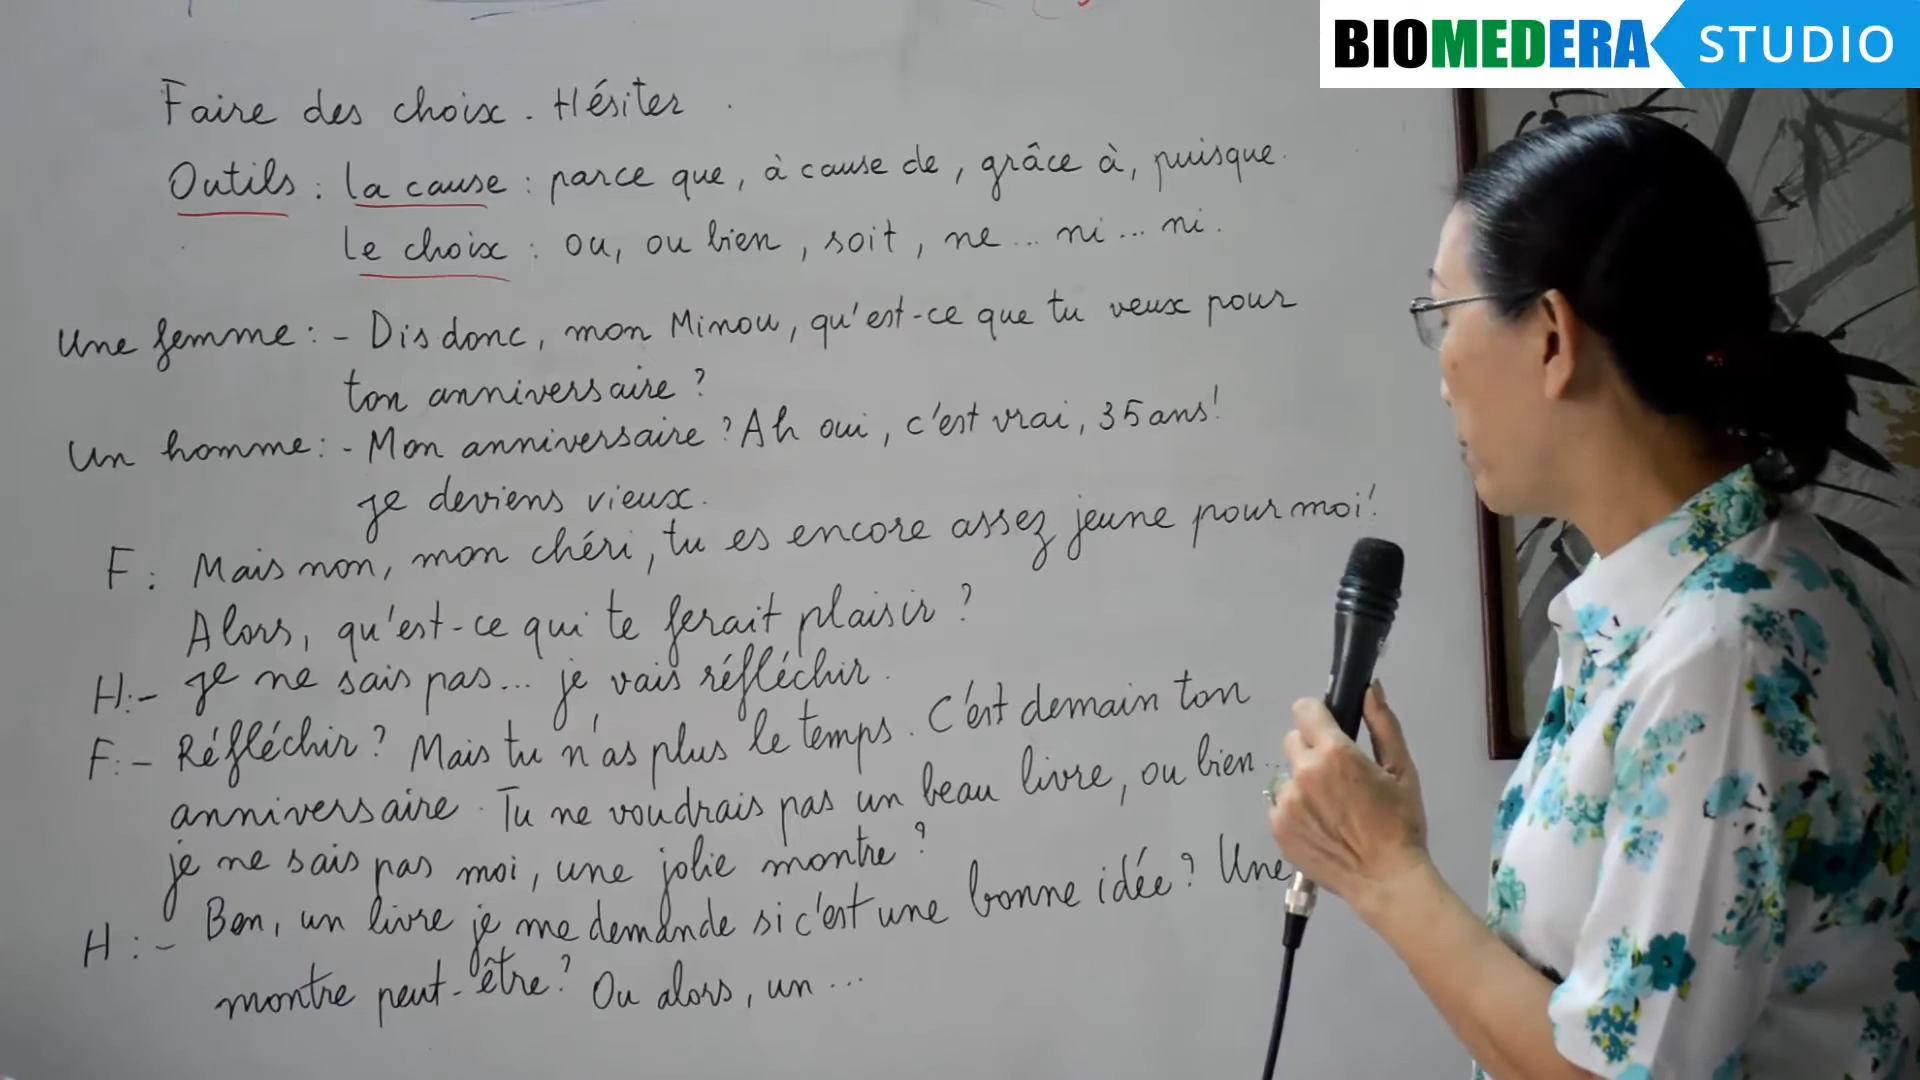 BIOMEDERA STUDIO
Faire des choix. Hésiter.
Outils : la cause : parce que, à cause de, grâce à, puisque.
le choix : ou, ou bien, soit, ne... ni... ni.
Une femme : - Dis donc, mon Minou, qu'est-ce que tu veux pour
ton anniversaire ?
Un homme : - Mon anniversaire ? Ah oui, c'est vrai, 35 ans !
je deviens vieux.
F : Mais non, mon chéri, tu es encore assez jeune pour moi !
Alors, qu'est-ce qui te ferait plaisir ?
H : - Je ne sais pas... je vais réfléchir.
F : - Réfléchir ? Mais tu n'as plus le temps. C'est demain ton
anniversaire. Tu ne voudrais pas un beau livre, ou bien...
je ne sais pas moi, une jolie montre ?
H : - Ben, un livre je me demande si c'est une bonne idée ? Une
montre peut-être ? Ou alors, un ...